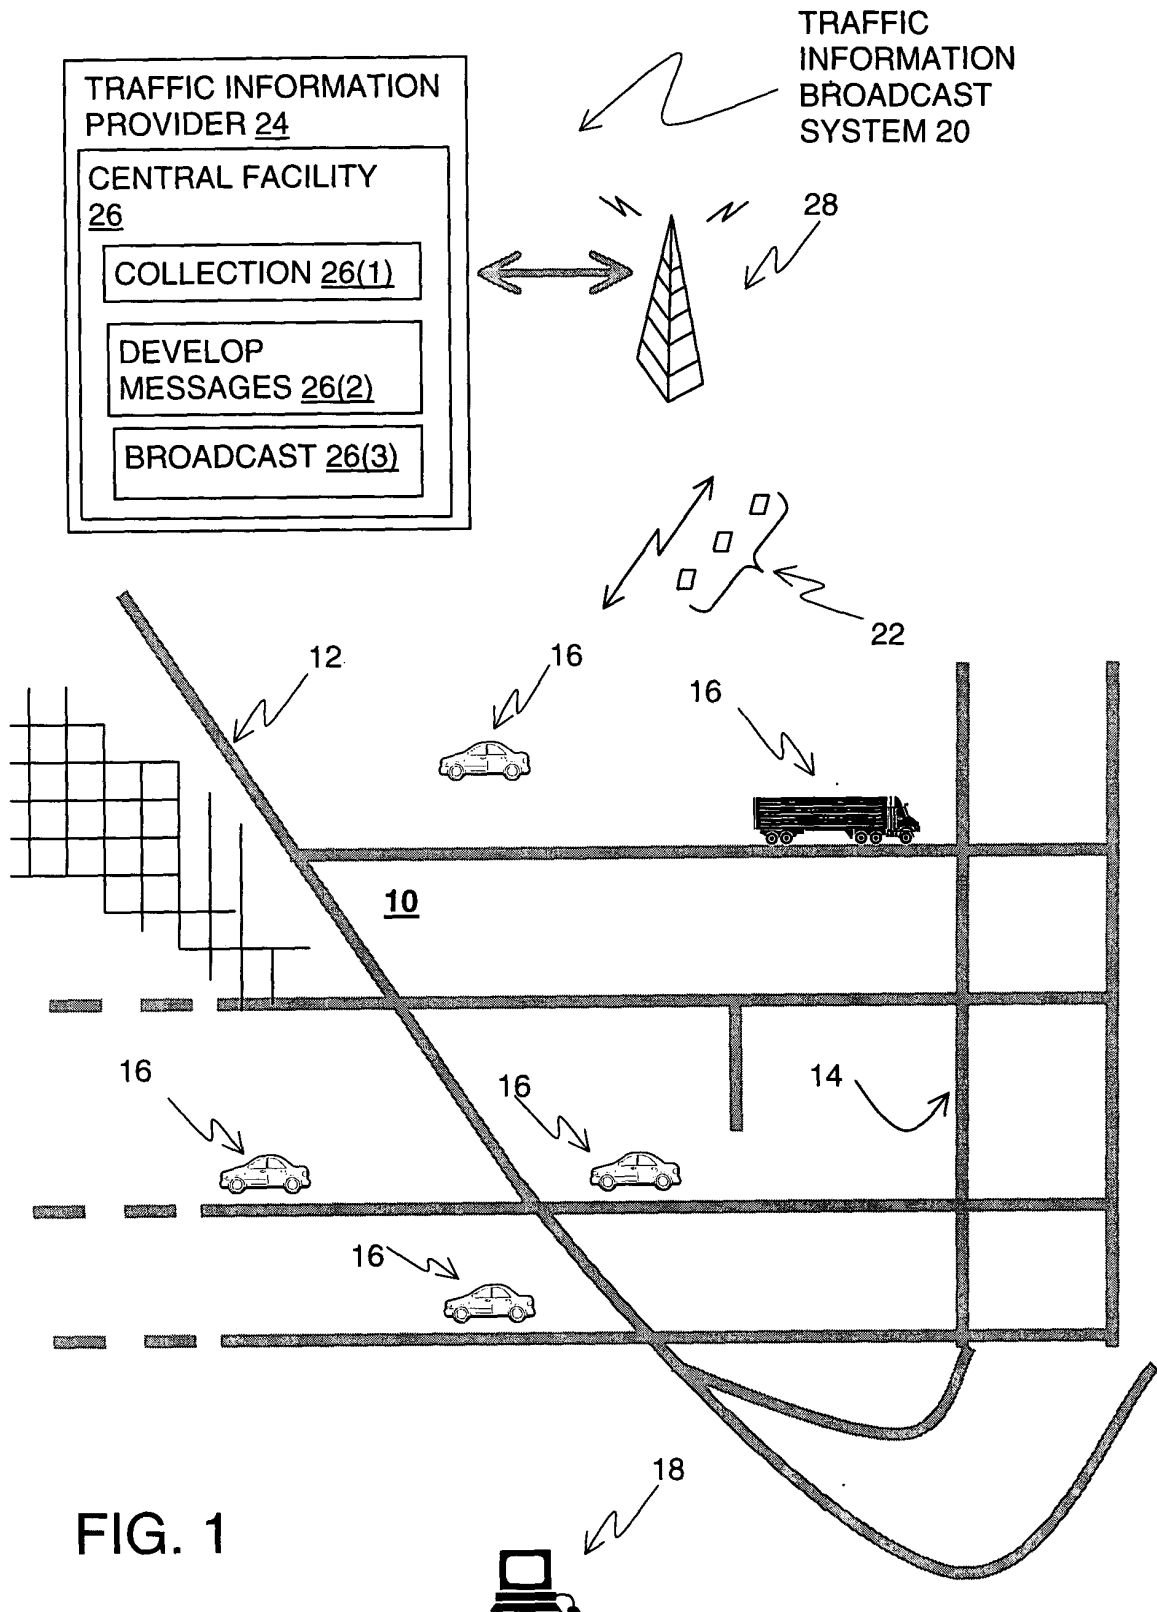 TRAFFIC
INFORMATION
BROADCAST
SYSTEM 20
TRAFFIC INFORMATION
PROVIDER 24
CENTRAL FACILITY
26
COLLECTION 26(1)
DEVELOP
MESSAGES 26(2)
BROADCAST 26(3)
28
22
12
16
16
10
16
16
14
16
18
FIG. 1